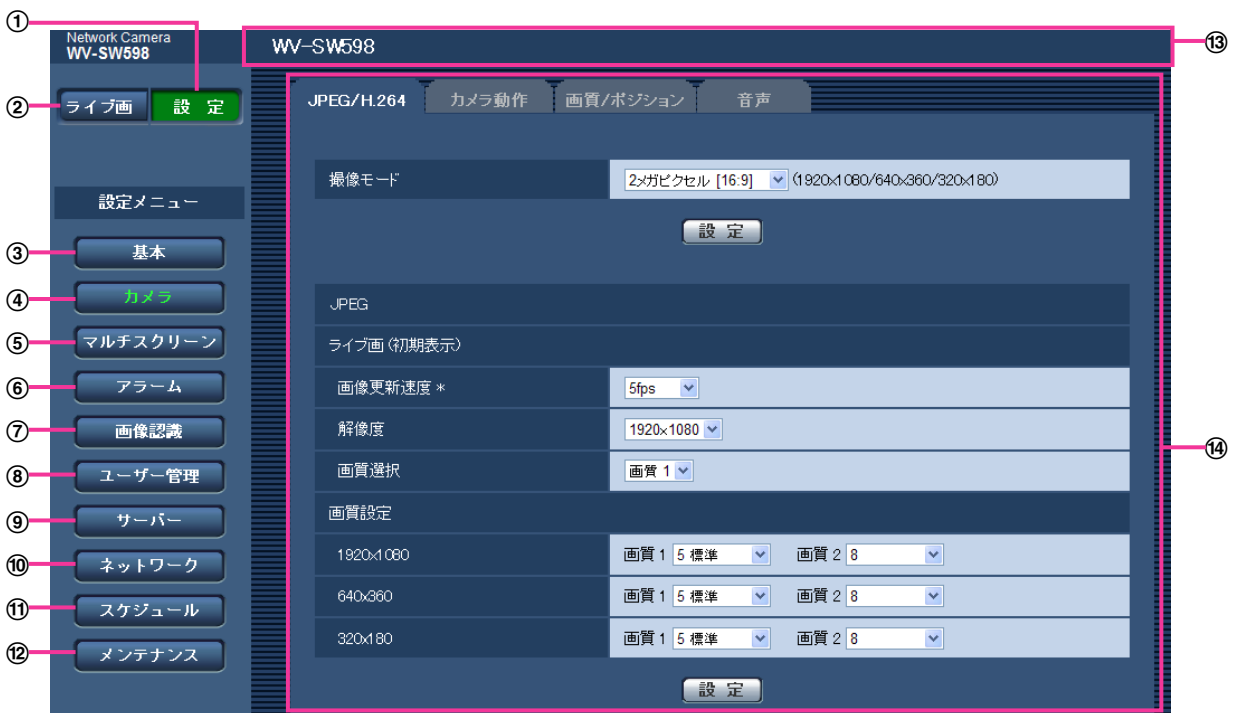 ①
Network Camera
WV-SW598
WV-SW598
⑬
② ライブ画 設 定
JPEG/H.264 カメラ動作 画質/ポジション 音声
撮像モード 2メガピクセル [16:9] (1920x1080/640x360/320x180)
設定メニュー
設 定
③ 基本
④ カメラ
JPEG
⑤ マルチスクリーン
ライブ画(初期表示)
⑥ アラーム
画像更新速度 * 5fps
⑦ 画像認識
解像度 1920x1080
⑭
⑧ ユーザー管理
画質選択 画質 1
⑨ サーバー
画質設定
⑩ ネットワーク
1920x1080 画質 1 5 標準 画質 2 8
⑪ スケジュール
640x360 画質 1 5 標準 画質 2 8
⑫ メンテナンス
320x180 画質 1 5 標準 画質 2 8
設 定